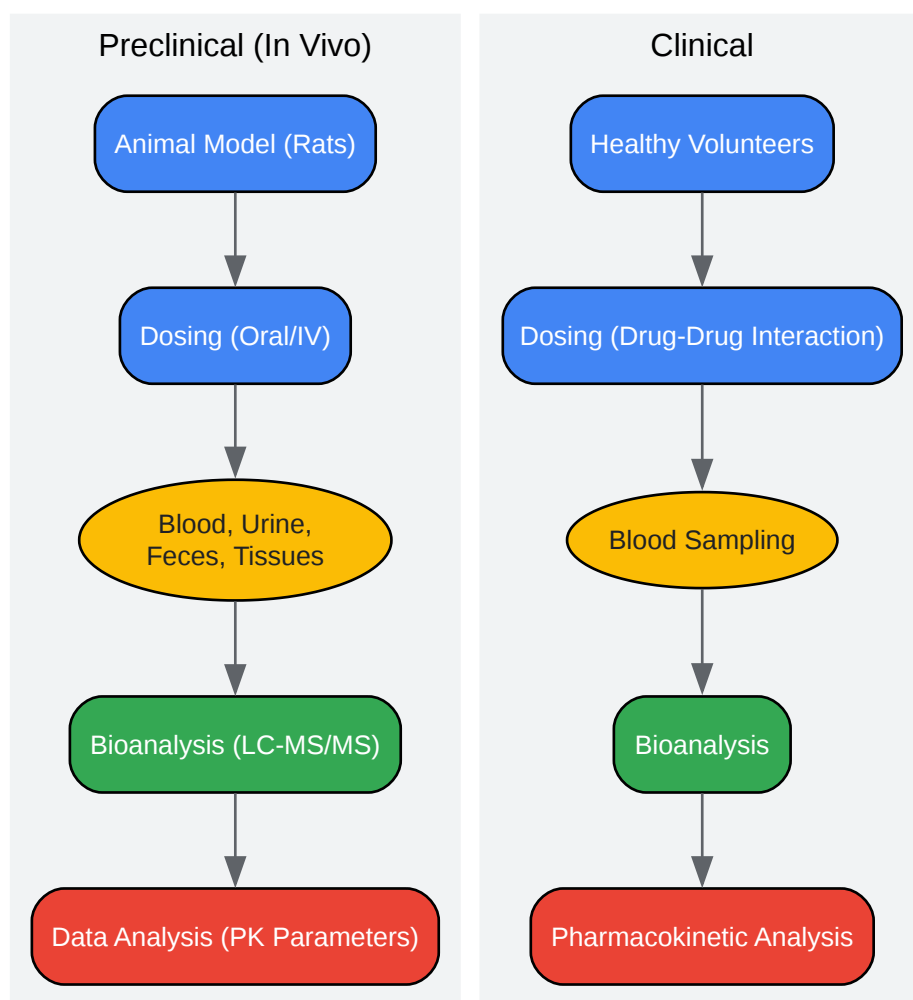 Preclinical (In Vivo)
Animal Model (Rats)
Dosing (Oral/IV)
Blood, Urine,
Feces, Tissues
Bioanalysis (LC-MS/MS)
Data Analysis (PK Parameters)
Clinical
Healthy Volunteers
Dosing (Drug-Drug Interaction)
Blood Sampling
Bioanalysis
Pharmacokinetic Analysis